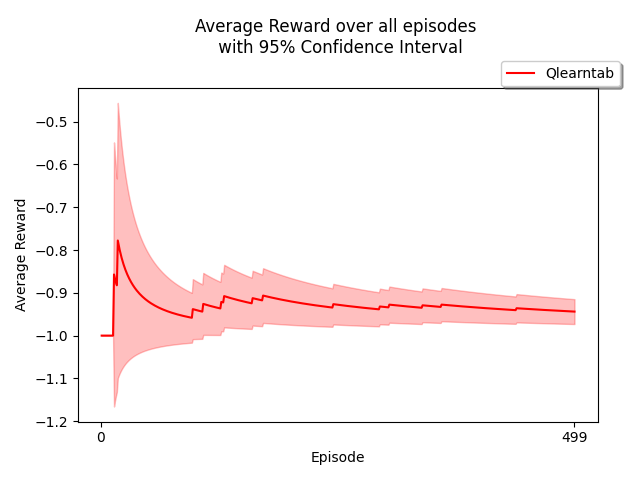 Average Reward over all episodes
with 95% Confidence Interval
Qlearntab
−0.5
−0.6
−0.7
−0.8
−0.9
−1.0
−1.1
−1.2
Average Reward
0
499
Episode